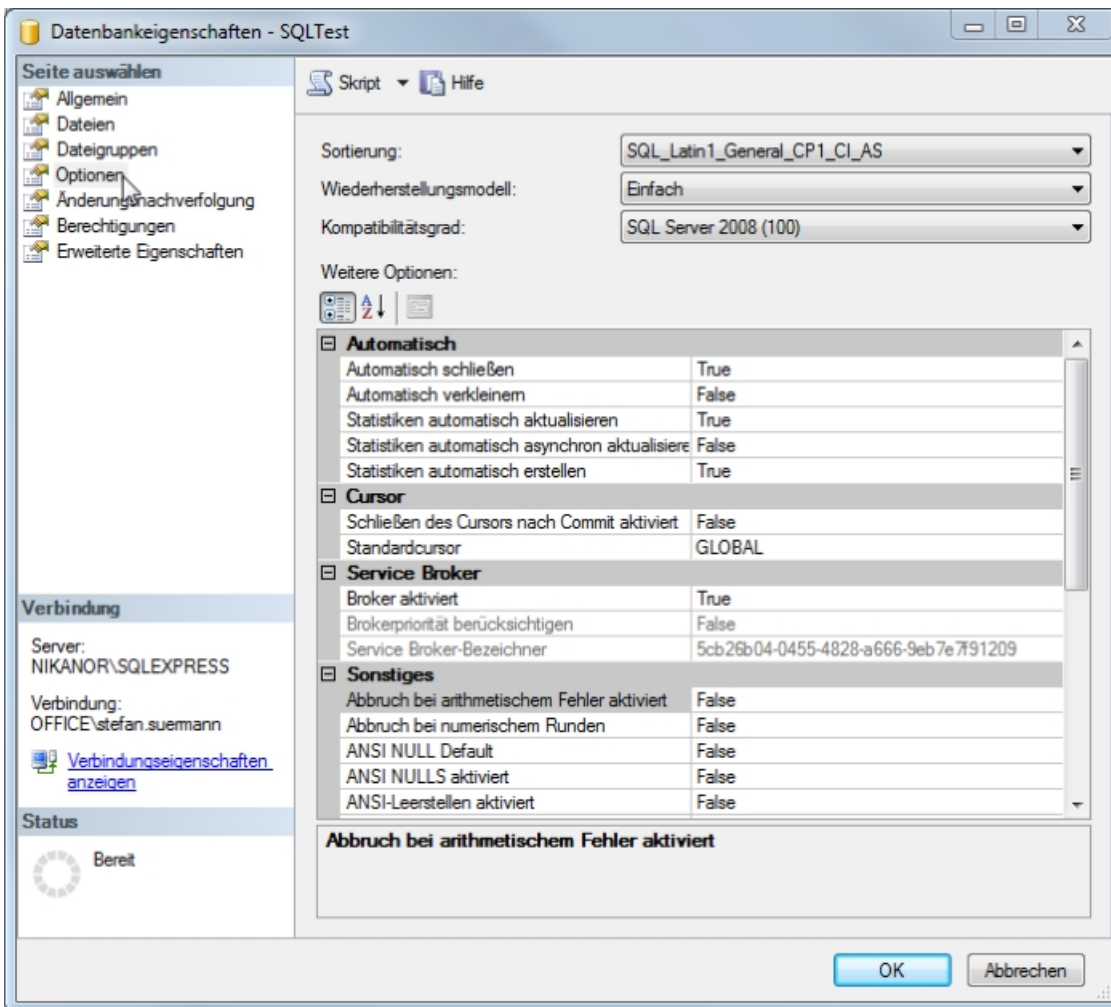 Datenbankeigenschaften - SQLTest
Seite auswählen
Allgemein
Dateien
Dateigruppen
Optionen
Änderungsnachverfolgung
Berechtigungen
Erweiterte Eigenschaften
Verbindung
Server:
NIKANOR\SQLEXPRESS
Verbindung:
OFFICE\stefan.suermann
Verbindungseigenschaften
anzeigen
Status
Bereit
Skript Hilfe
Sortierung: SQL_Latin1_General_CP1_CI_AS
Wiederherstellungsmodell: Einfach
Kompatibilitätsgrad: SQL Server 2008 (100)
Weitere Optionen:
Automatisch
Automatisch schließen True
Automatisch verkleinern False
Statistiken automatisch aktualisieren True
Statistiken automatisch asynchron aktualisiere False
Statistiken automatisch erstellen True
Cursor
Schließen des Cursors nach Commit aktiviert False
Standardcursor GLOBAL
Service Broker
Broker aktiviert True
Brokerpriorität berücksichtigen False
Service Broker-Bezeichner 5cb26b04-0455-4828-a666-9eb7e7f91209
Sonstiges
Abbruch bei arithmetischem Fehler aktiviert False
Abbruch bei numerischem Runden False
ANSI NULL Default False
ANSI NULLS aktiviert False
ANSI-Leerstellen aktiviert False
Abbruch bei arithmetischem Fehler aktiviert
OK Abbrechen